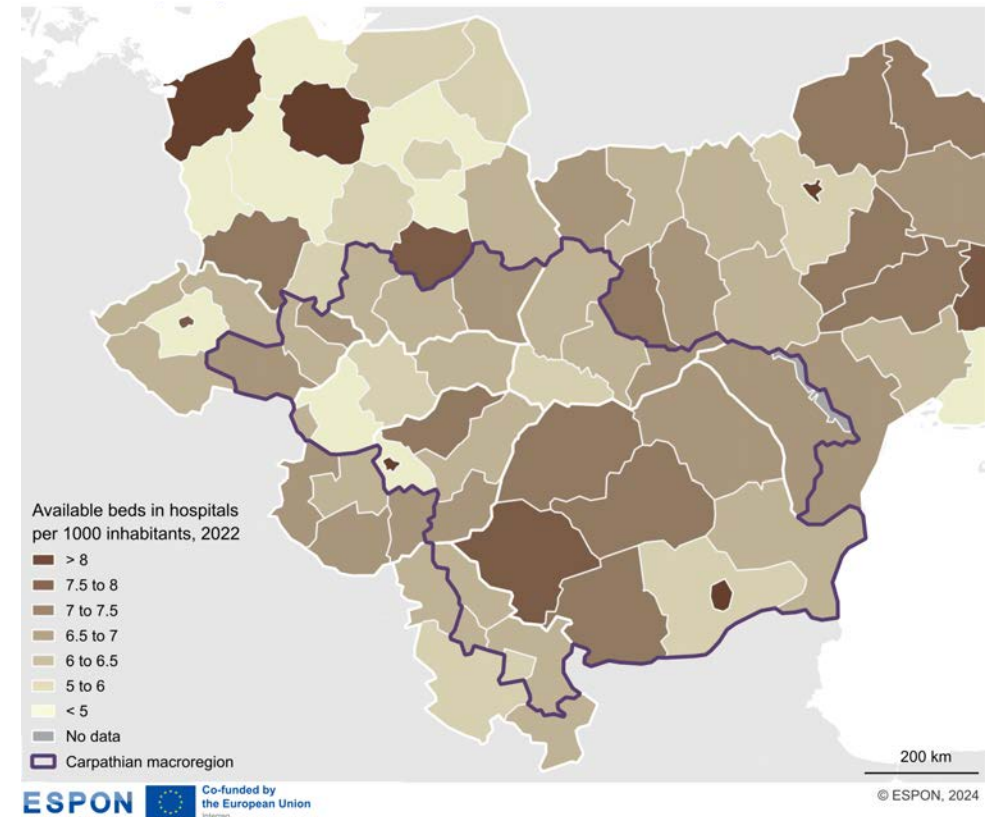 Available beds in hospitals
per 1000 inhabitants, 2022
> 8
7.5 to 8
7 to 7.5
6.5 to 7
6 to 6.5
5 to 6
< 5
No data
Carpathian macroregion
200 km
© ESPON, 2024
ESPON
Co-funded by
the European Union
Interreg